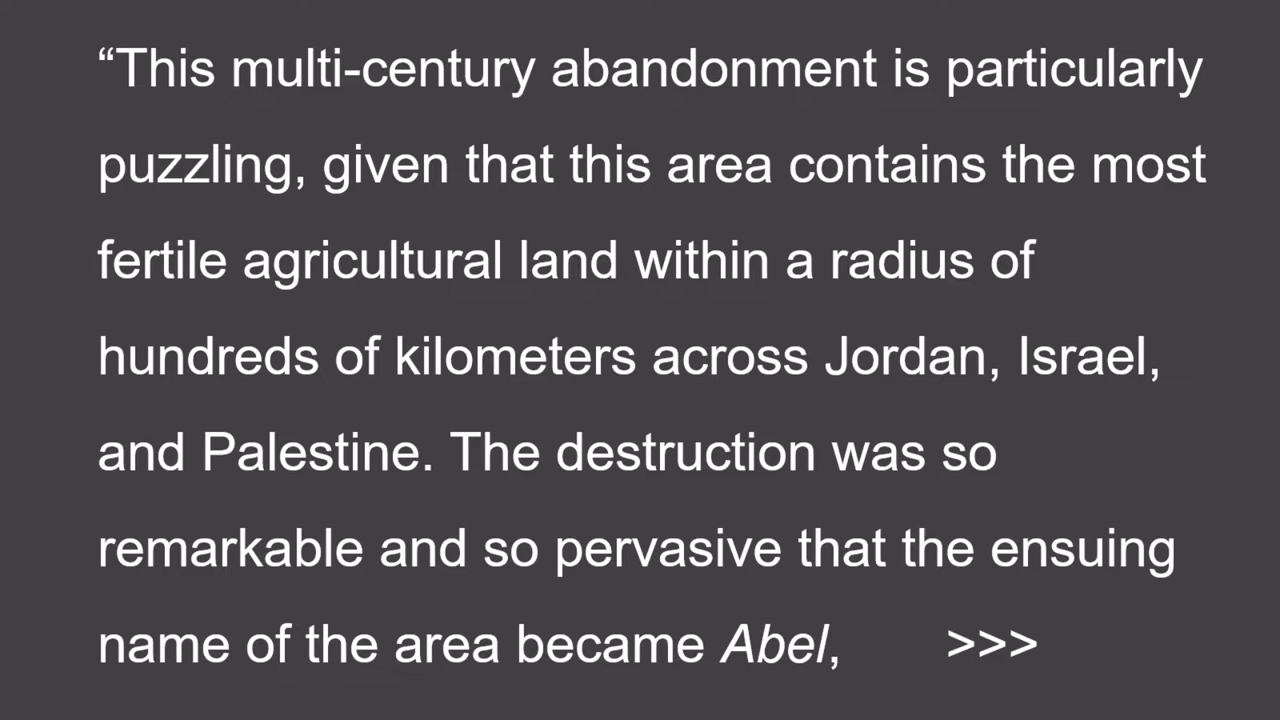 “This multi-century abandonment is particularly
puzzling, given that this area contains the most
fertile agricultural land within a radius of
hundreds of kilometers across Jordan, Israel,
and Palestine. The destruction was so
remarkable and so pervasive that the ensuing
name of the area became Abel, >>>